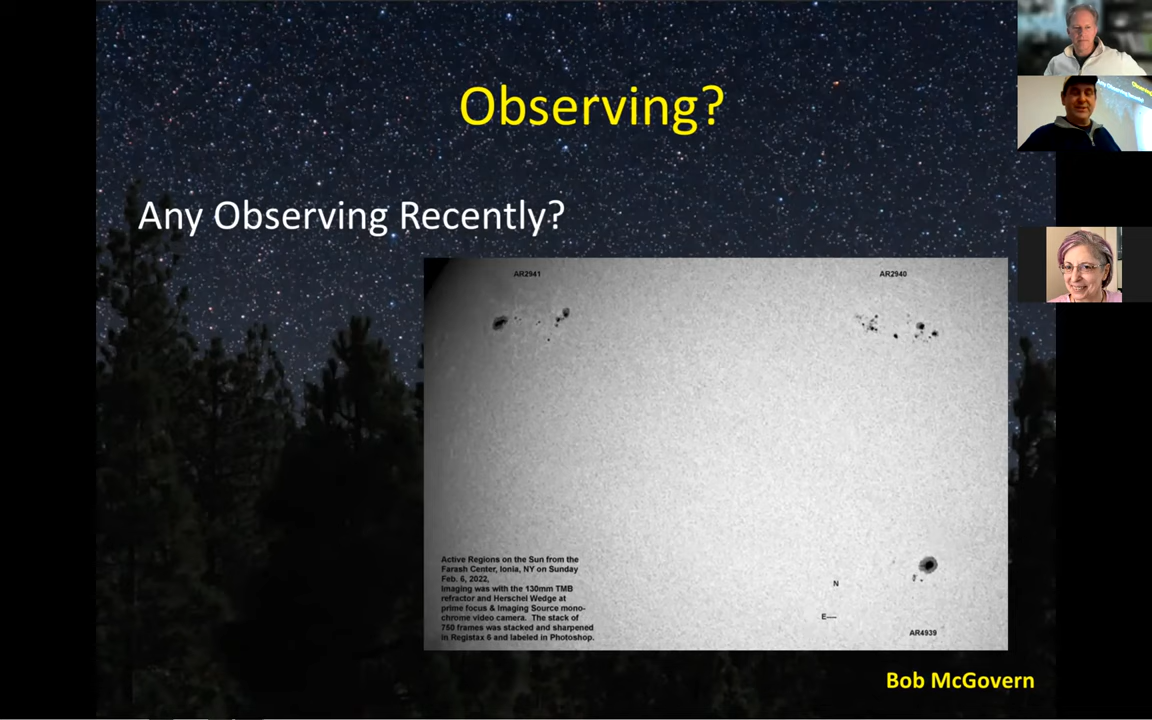 Observing?
Any Observing Recently?
AR2941
AR2940
Active Regions on the Sun from the
Farash Center, Ionia, NY on Sunday
Feb. 6, 2022,
Imaging was with the 130mm TMB
refractor and Herschel Wedge at
prime focus & Imaging Source mono-
chrome video camera. The stack of
750 frames was stacked and sharpened
in Registax 6 and labeled in Photoshop.
N
E—
AR4939
Bob McGovern